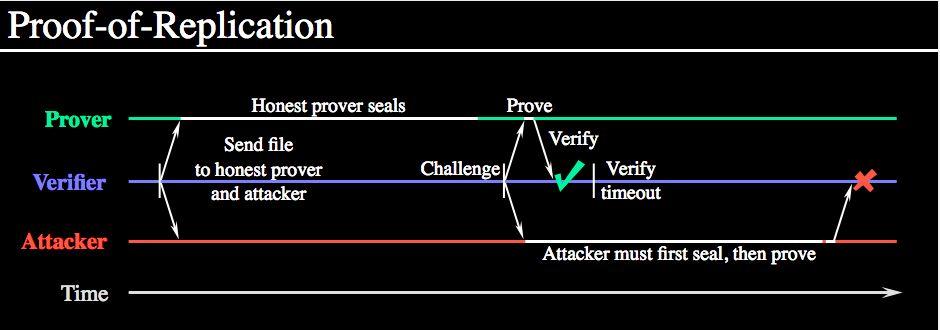 Proof-of-Replication
Honest prover seals
Prove
Prover
Send file
to honest prover
and attacker
Verify
Challenge
Verify
timeout
Verifier
Attacker
Attacker must first seal, then prove
Time